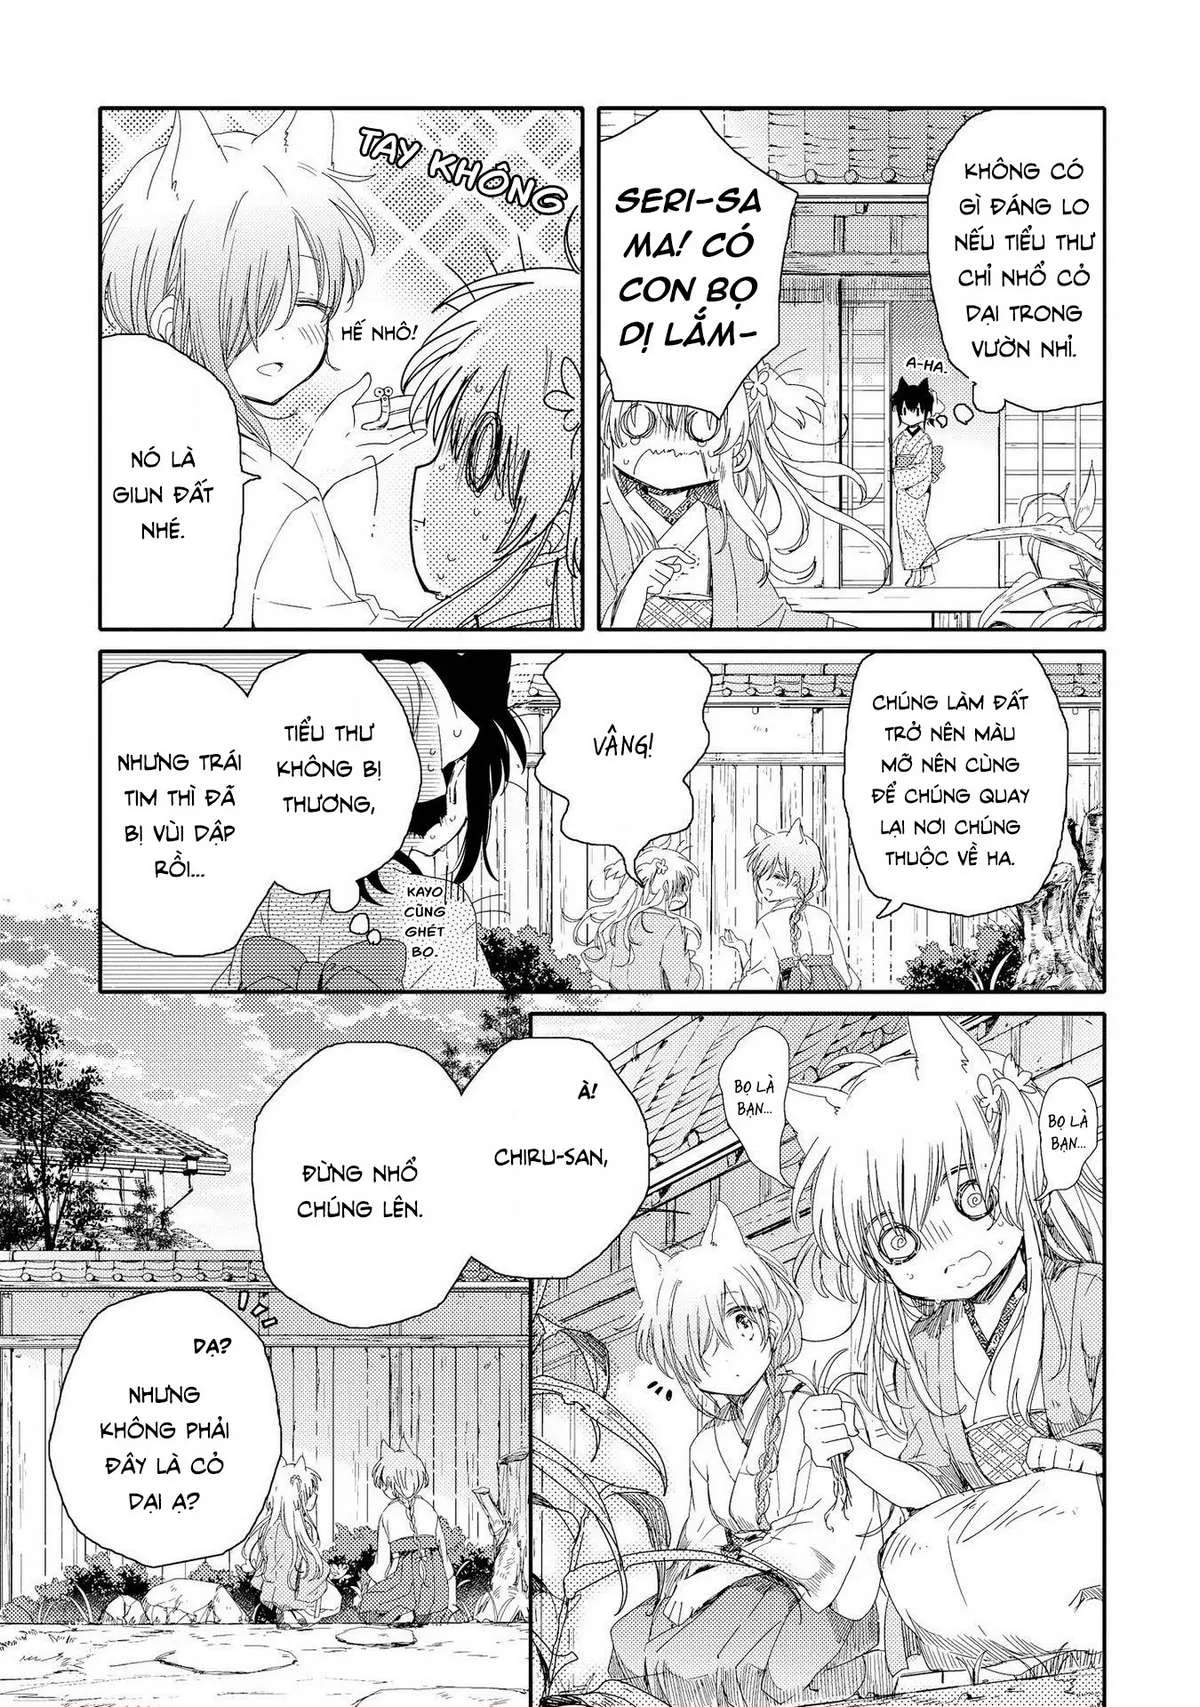 KHÔNG CÓ
GÌ ĐÁNG LO
NẾU TIỂU THƯ
CHỈ NHỔ CỎ
DẠI TRONG
VƯỜN NHỈ.
A-HA.
SERI-SA
MA! CÓ
CON BỌ
DỊ LẮM-
TAY KHÔNG
HẾ NHÔ!
NÓ LÀ
GIUN ĐẤT
NHÉ.
CHÚNG LÀM ĐẤT
TRỞ NÊN MÀU
MỠ NÊN CÙNG
ĐỂ CHÚNG QUAY
LẠI NƠI CHÚNG
THUỘC VỀ HA.
VÂNG!
TIỂU THƯ
KHÔNG BỊ
THƯƠNG,
NHƯNG TRÁI
TIM THÌ ĐÃ
BỊ VÙI DẬP
RỒI...
KAYO
CŨNG
GHÉT
BỌ.
BỌ LÀ
BẠN...
BỌ LÀ
BẠN...
À!
CHIRU-SAN,
ĐỪNG NHỔ
CHÚNG LÊN.
DẠ?
NHƯNG
KHÔNG PHẢI
ĐÂY LÀ CỎ
DẠI Ạ?